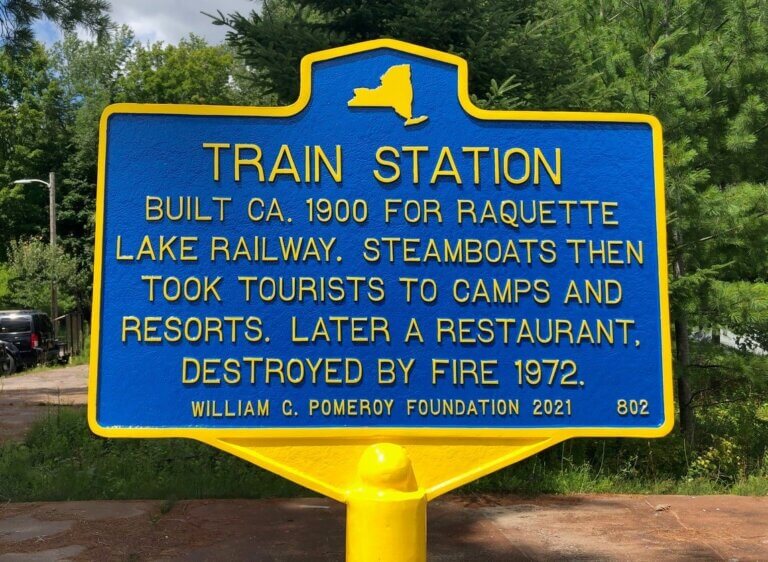 TRAIN STATION
BUILT CA. 1900 FOR RAQUETTE
LAKE RAILWAY. STEAMBOATS THEN
TOOK TOURISTS TO CAMPS AND
RESORTS. LATER A RESTAURANT,
DESTROYED BY FIRE 1972.
WILLIAM G. POMEROY FOUNDATION 2021 802